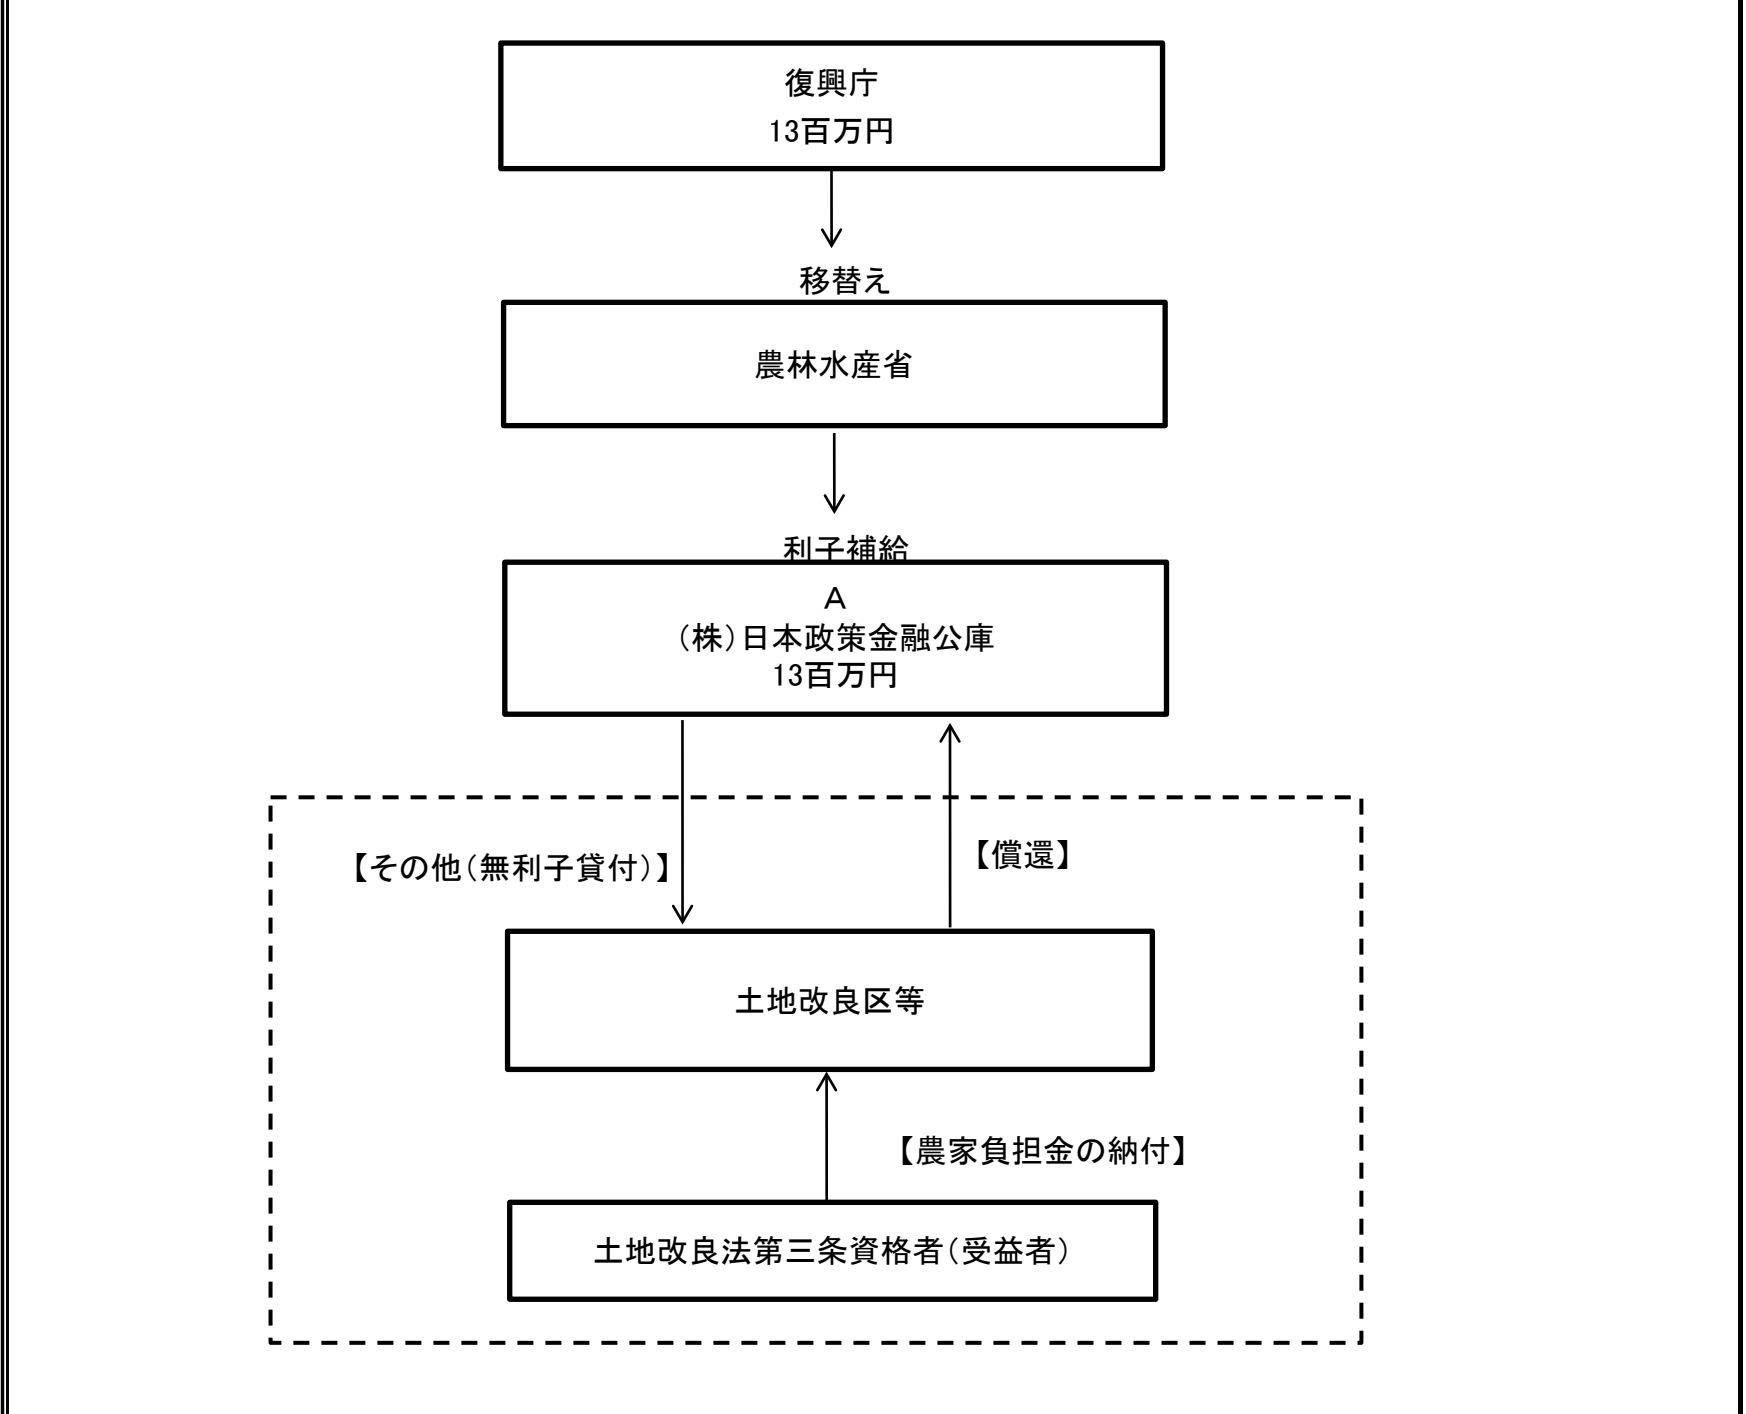 復興庁
13百万円
移替え
農林水産省
利子補給
A
（株）日本政策金融公庫
13百万円
【その他（無利子貸付）】
【償還】
土地改良区等
【農家負担金の納付】
土地改良法第三条資格者（受益者）